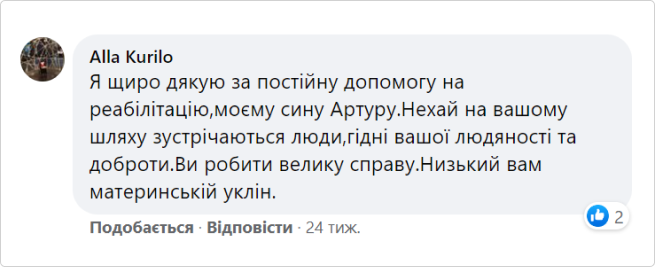 Alla Kurilo
Я щиро дякую за постійну допомогу на
реабілітацію,моєму сину Артуру.Нехай на вашому
шляху зустрічаються люди,гідні вашої людяності та
доброти.Ви робити велику справу.Низький вам
материнській уклін.
2
Подобається · Відповісти · 24 тиж.